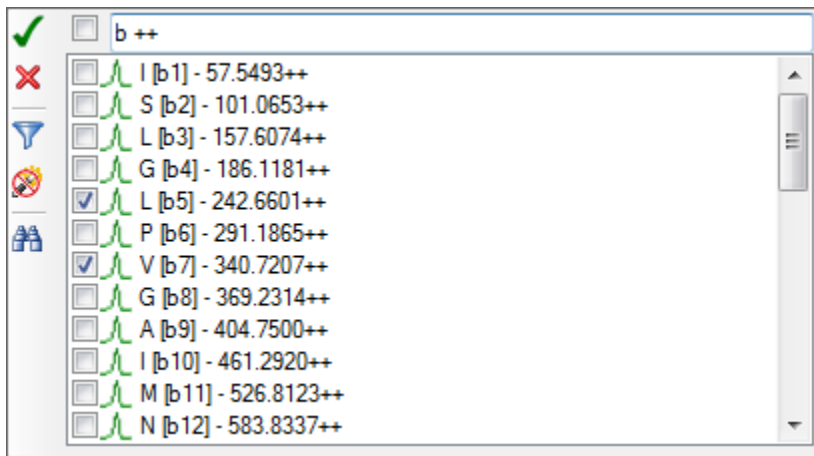 b ++
I [b1] - 57.5493++
S [b2] - 101.0653++
L [b3] - 157.6074++
G [b4] - 186.1181++
L [b5] - 242.6601++
P [b6] - 291.1865++
V [b7] - 340.7207++
G [b8] - 369.2314++
A [b9] - 404.7500++
I [b10] - 461.2920++
M [b11] - 526.8123++
N [b12] - 583.8337++